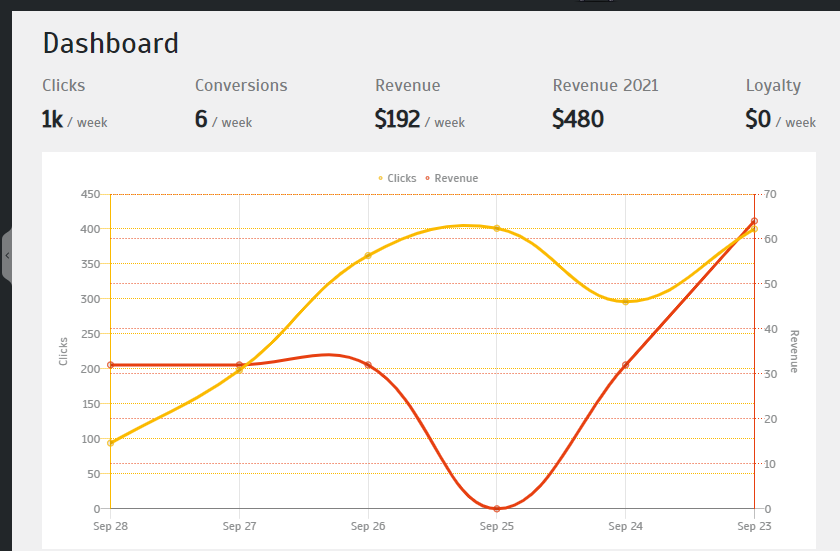 Dashboard
Clicks Conversions Revenue Revenue 2021 Loyalty
1k / week 6 / week $192 / week $480 $0 / week
Clicks Revenue
450 70
400
60
350
50
300
40
250
Clicks Revenue
200
30
150
20
100
10
50
0 0
Sep 28 Sep 27 Sep 26 Sep 25 Sep 24 Sep 23